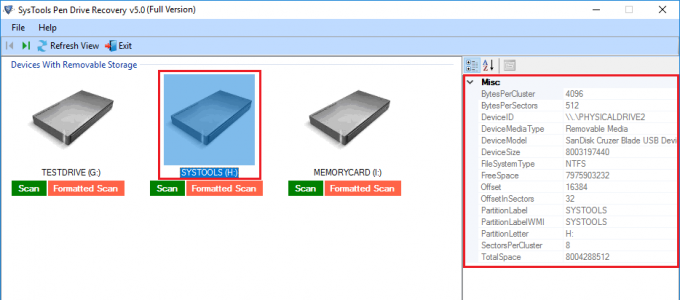 SysTools Pen Drive Recovery v5.0 (Full Version)
File Help
Refresh View Exit
Devices With Removable Storage
TESTDRIVE (G:)
Scan Formatted Scan
SYSTOOLS (H:)
Scan Formatted Scan
MEMORYCARD (I:)
Scan Formatted Scan
Misc
BytesPerCluster 4096
BytesPerSectors 512
DeviceID \\.\PHYSICALDRIVE2
DeviceMediaType Removable Media
DeviceModel SanDisk Cruzer Blade USB Devi
DeviceSize 8003197440
FileSystemType NTFS
FreeSpace 7975903232
Offset 16384
OffsetInSectors 32
PartitionLabel SYSTOOLS
PartitionLabelWMI SYSTOOLS
PartitionLetter H:
SectorsPerCluster 8
TotalSpace 8004288512